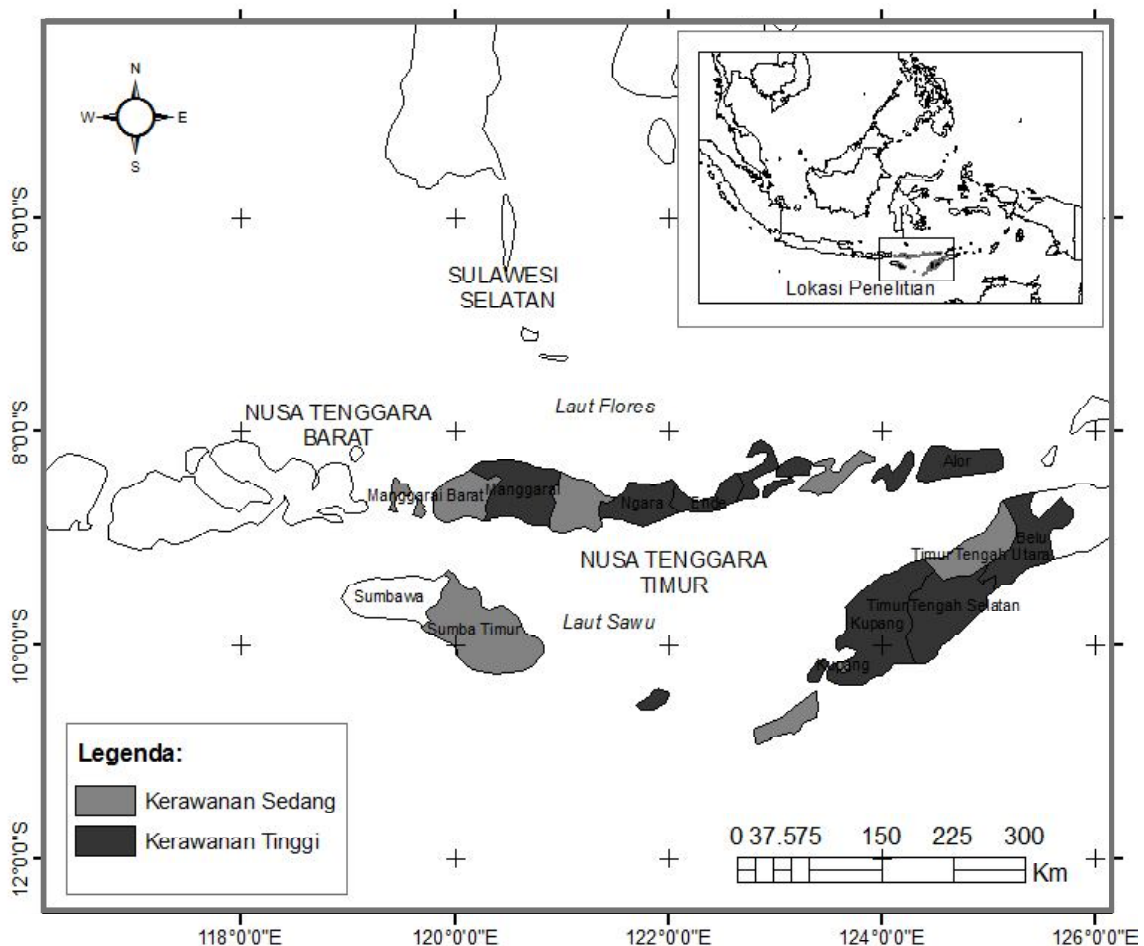 N
W
E
S
Lokasi Penelitian
6°0'0"S
SULAWESI
SELATAN
Laut Flores
NUSA TENGGARA
BARAT
8°0'0"S
Alor
Manggarai Barat
Manggarai
Ngara
Ende
Belu
Timur Tengah Utara
NUSA TENGGARA
TIMUR
Sumbawa
Timur Tengah Selatan
Kupang
Laut Sawu
Sumba Timur
10°0'0"S
Kupang
Legenda:
Kerawanan Sedang
Kerawanan Tinggi
0 37.575 150 225 300
Km
12°0'0"S
118°0'0"E 120°0'0"E 122°0'0"E 124°0'0"E 126°0'0"E